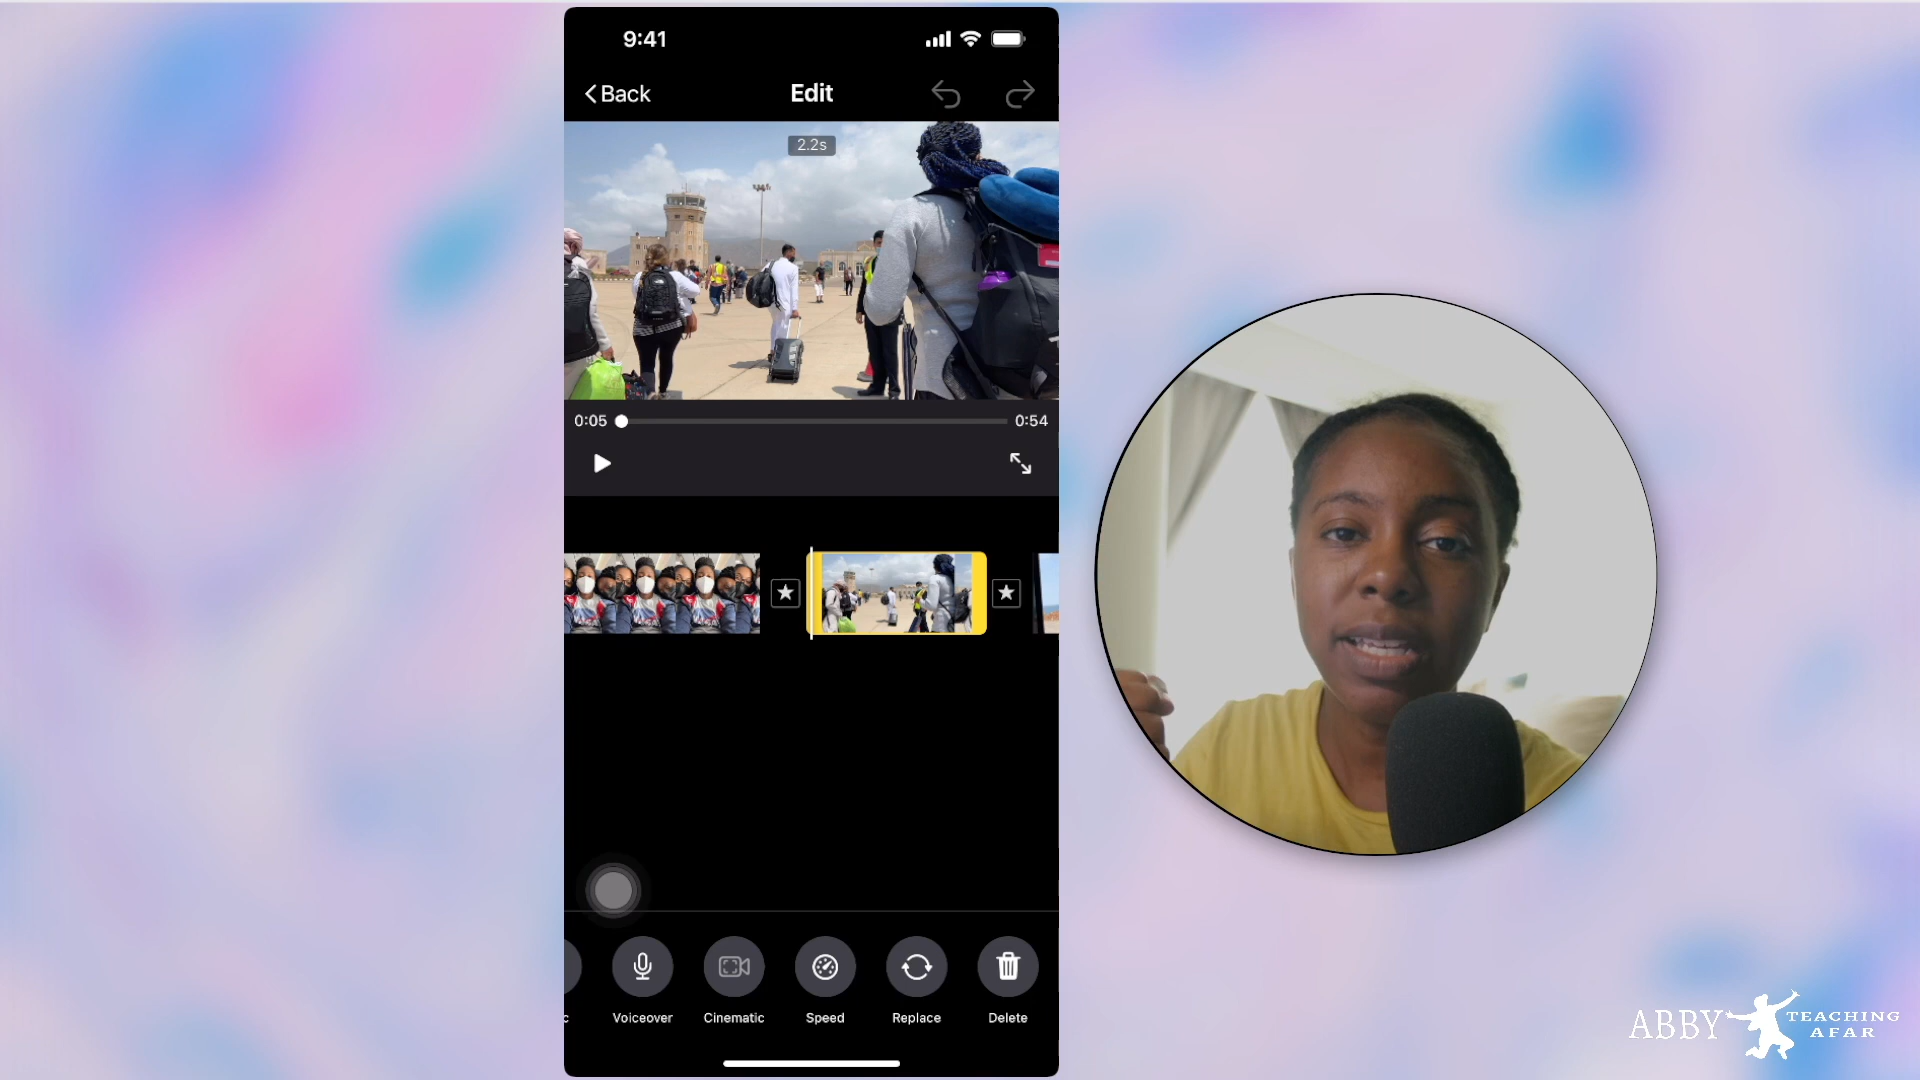 9:41
Back
Edit
2.2s
0:05
0:54
c
Voiceover
Cinematic
Speed
Replace
Delete
ABBY
TEACHING
AFAR